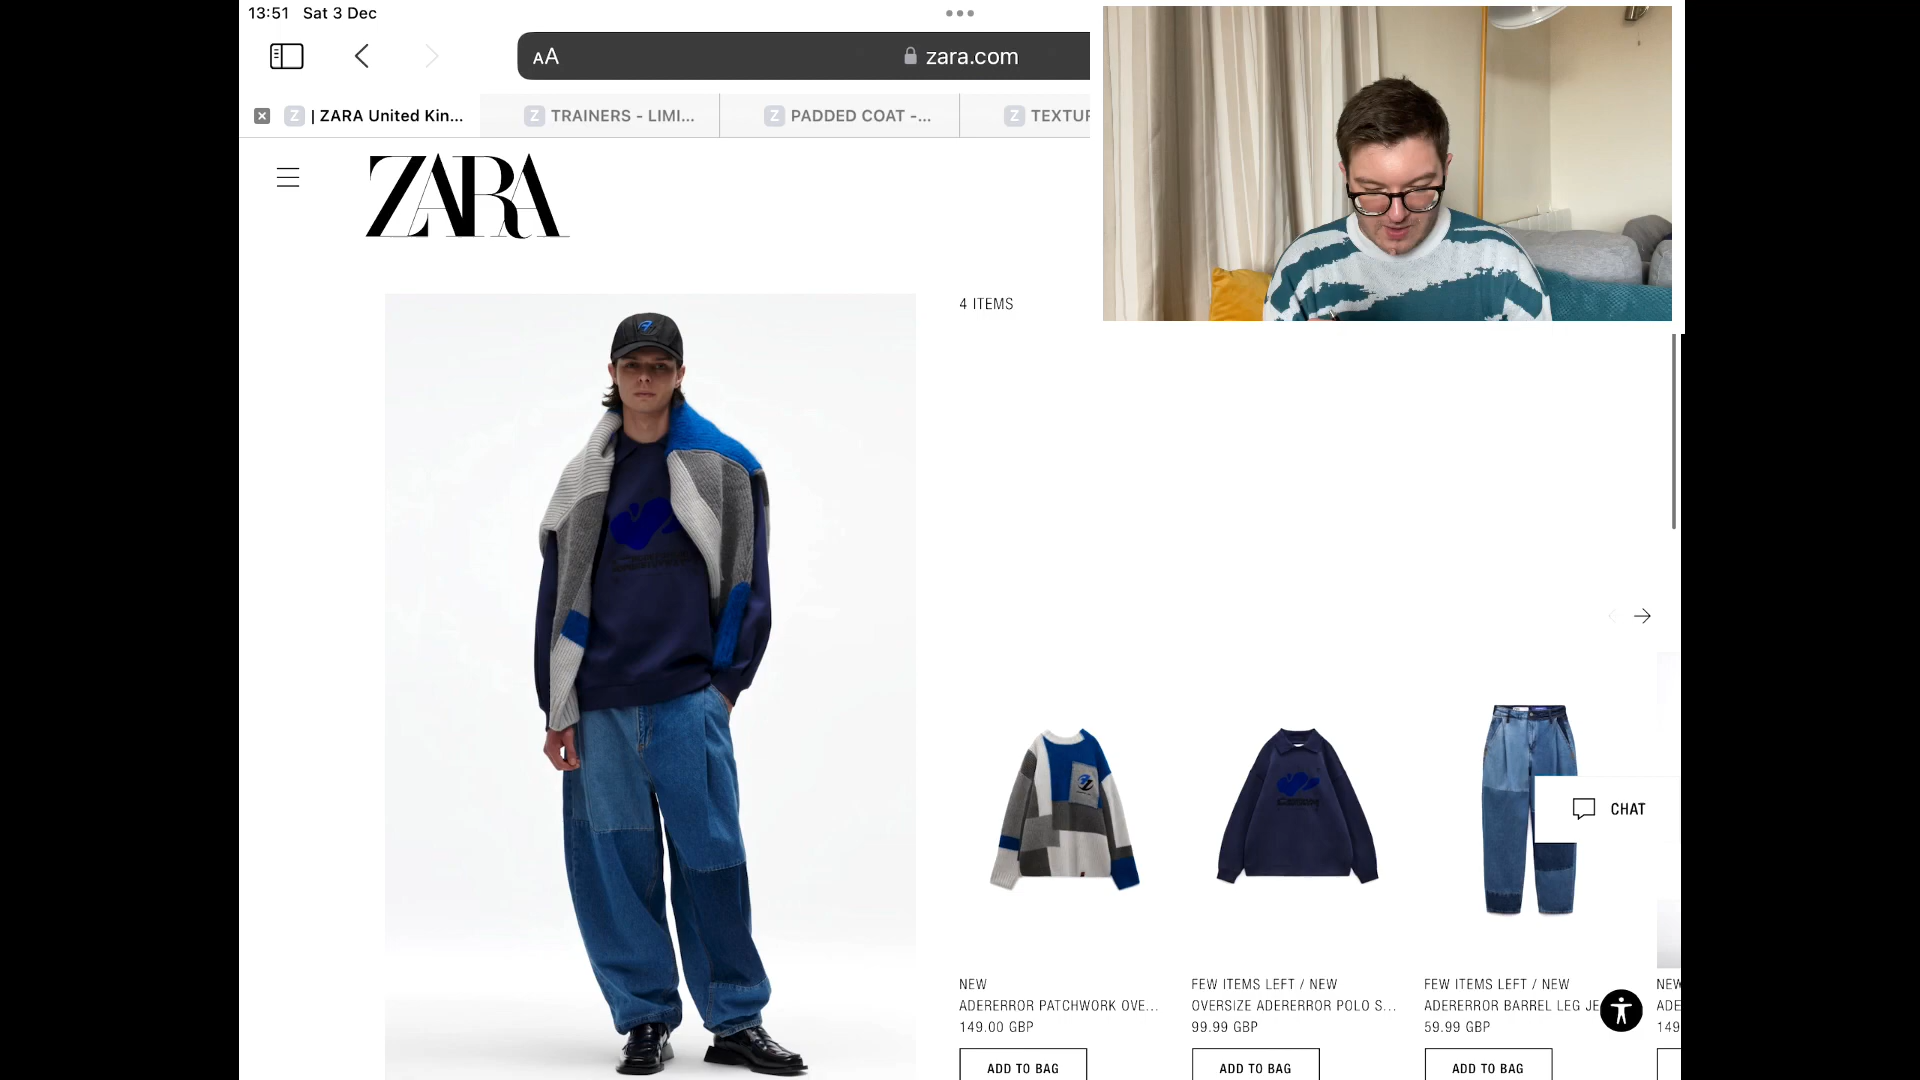 13:51 Sat 3 Dec
AA zara.com
Z | ZARA United Kin...
Z TRAINERS - LIMI...
Z PADDED COAT -...
Z TEXTUR
ZARA
4 ITEMS
CHAT
NEW
ADERERROR PATCHWORK OVE...
149.00 GBP
ADD TO BAG
FEW ITEMS LEFT / NEW
OVERSIZE ADERERROR POLO S...
99.99 GBP
ADD TO BAG
FEW ITEMS LEFT / NEW
ADERERROR BARREL LEG JE
59.99 GBP
ADD TO BAG
NEW
ADE
149